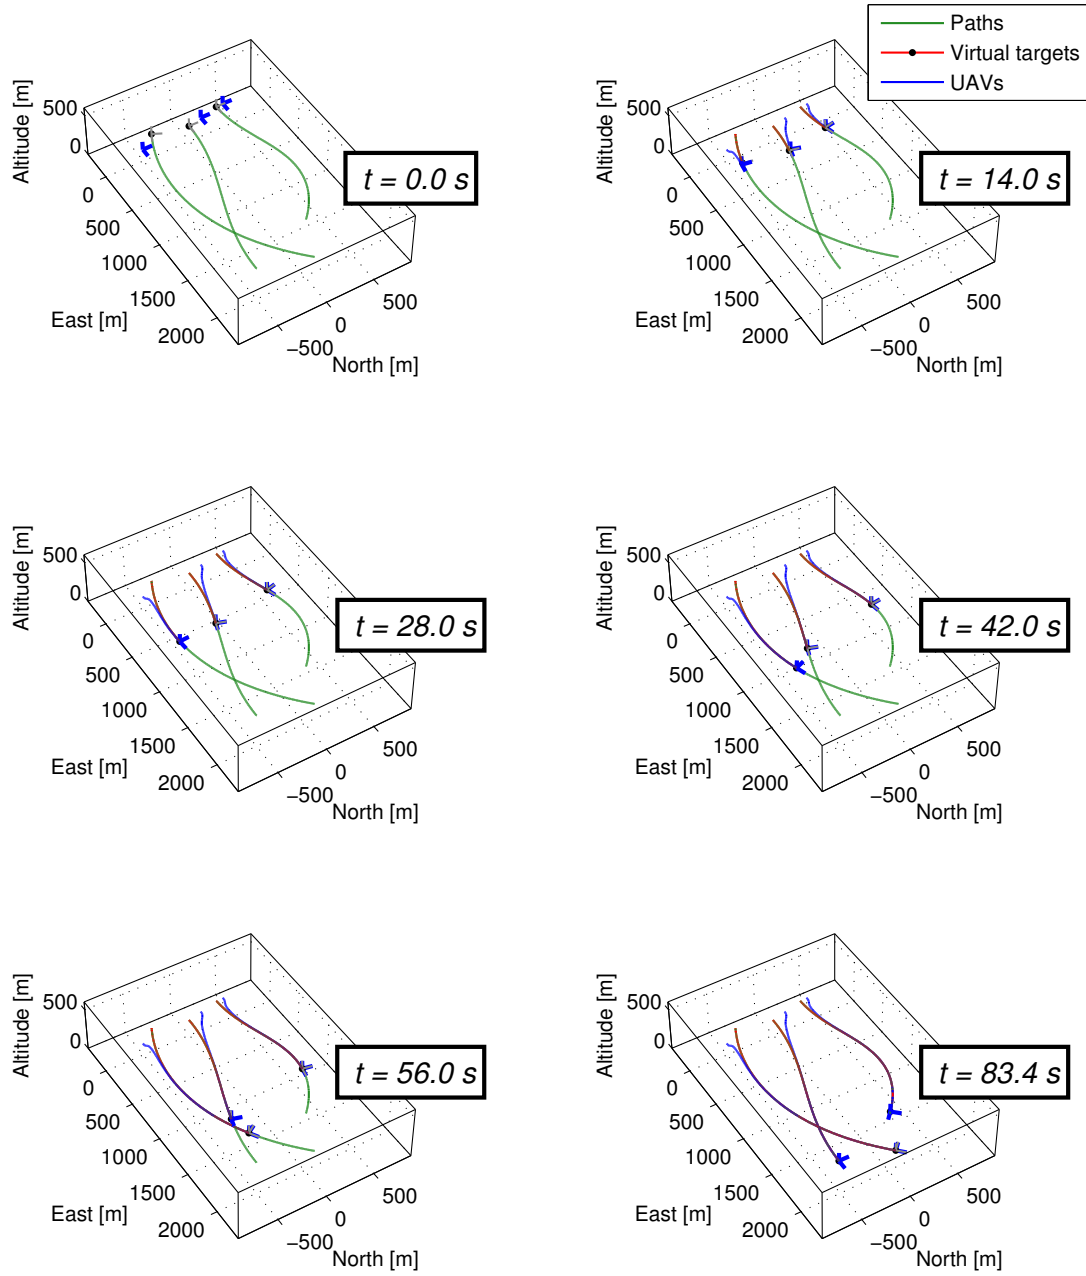 Paths
Virtual targets
UAVs
Altitude [m]
500
0
0
500
1000
1500
2000
East [m]
−500
0
500
North [m]
t = 0.0 s
Altitude [m]
500
0
0
500
1000
1500
2000
East [m]
−500
0
500
North [m]
t = 14.0 s
Altitude [m]
500
0
0
500
1000
1500
2000
East [m]
−500
0
500
North [m]
t = 28.0 s
Altitude [m]
500
0
0
500
1000
1500
2000
East [m]
−500
0
500
North [m]
t = 42.0 s
Altitude [m]
500
0
0
500
1000
1500
2000
East [m]
−500
0
500
North [m]
t = 56.0 s
Altitude [m]
500
0
0
500
1000
1500
2000
East [m]
−500
0
500
North [m]
t = 83.4 s